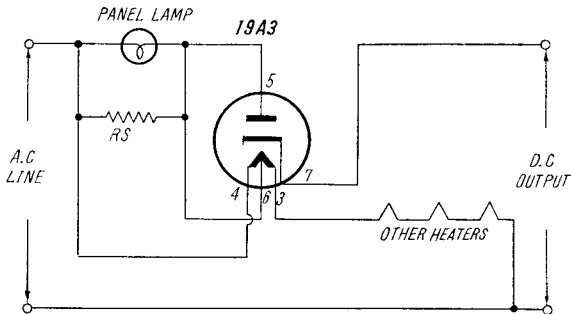 PANEL LAMP
19A3
5
RS
A.C
LINE
7
4
6
3
D.C
OUTPUT
OTHER HEATERS